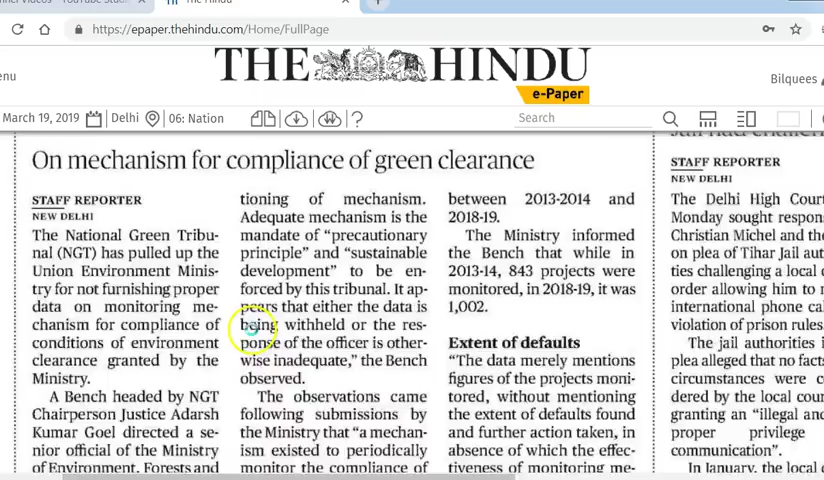 The Hindu
https://epaper.thehindu.com/Home/FullPage
THE HINDU
e-Paper
Bilquees
March 19, 2019
Delhi
06: Nation
Search
On mechanism for compliance of green clearance
STAFF REPORTER
NEW DELHI
The National Green Tribu-
nal (NGT) has pulled up the
Union Environment Minis-
try for not furnishing proper
data on monitoring me-
chanism for compliance of
conditions of environment
clearance granted by the
Ministry.
A Bench headed by NGT
Chairperson Justice Adarsh
Kumar Goel directed a se-
nior official of the Ministry
of Environment, Forests and
tioning of mechanism.
Adequate mechanism is the
mandate of “precautionary
principle” and “sustainable
development” to be en-
forced by this tribunal. It ap-
pears that either the data is
being withheld or the res-
ponse of the officer is other-
wise inadequate,” the Bench
observed.
The observations came
following submissions by
the Ministry that “a mechan-
ism existed to periodically
monitor the compliance of
between 2013-2014 and
2018-19.
The Ministry informed
the Bench that while in
2013-14, 843 projects were
monitored, in 2018-19, it was
1,002.
Extent of defaults
“The data merely mentions
figures of the projects moni-
tored, without mentioning
the extent of defaults found
and further action taken, in
absence of which the effec-
tiveness of monitoring me-
STAFF REPORTER
NEW DELHI
The Delhi High Cour
Monday sought respon
Christian Michel and the
on plea of Tihar Jail aut
ties challenging a local c
order allowing him to m
international phone cal
violation of prison rules.
The jail authorities i
plea alleged that no facts
circumstances were c
dered by the local cour
granting an “illegal and
proper privilege
communication”.
In January, the local c